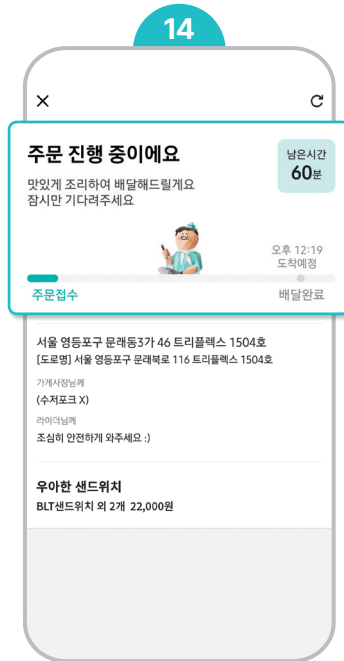 14
주문 진행 중이에요
맛있게 조리하여 배달해드릴게요
잠시만 기다려주세요
남은시간
60분
오후 12:19
도착예정
주문접수
배달완료
서울 영등포구 문래동3가 46 트리플렉스 1504호
[도로명] 서울 영등포구 문래북로 116 트리플렉스 1504호
가게사장님께
(수저포크 X)
라이더님께
조심히 안전하게 와주세요 :)
우아한 샌드위치
BLT샌드위치 외 2개 22,000원